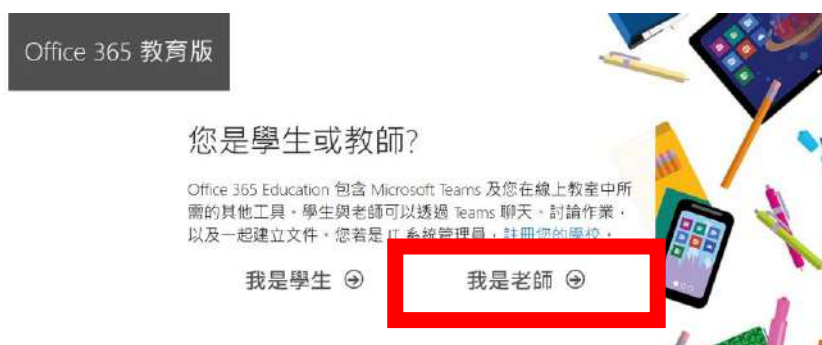 Office 365 教育版
您是學生或教師?
Office 365 Education 包含 Microsoft Teams 及您在線上教室中所
需的其他工具。學生與老師可以透過 Teams 聊天、討論作業，
以及一起建立文件。您若是 IT 系統管理員，註冊您的學校。
我是學生
我是老師